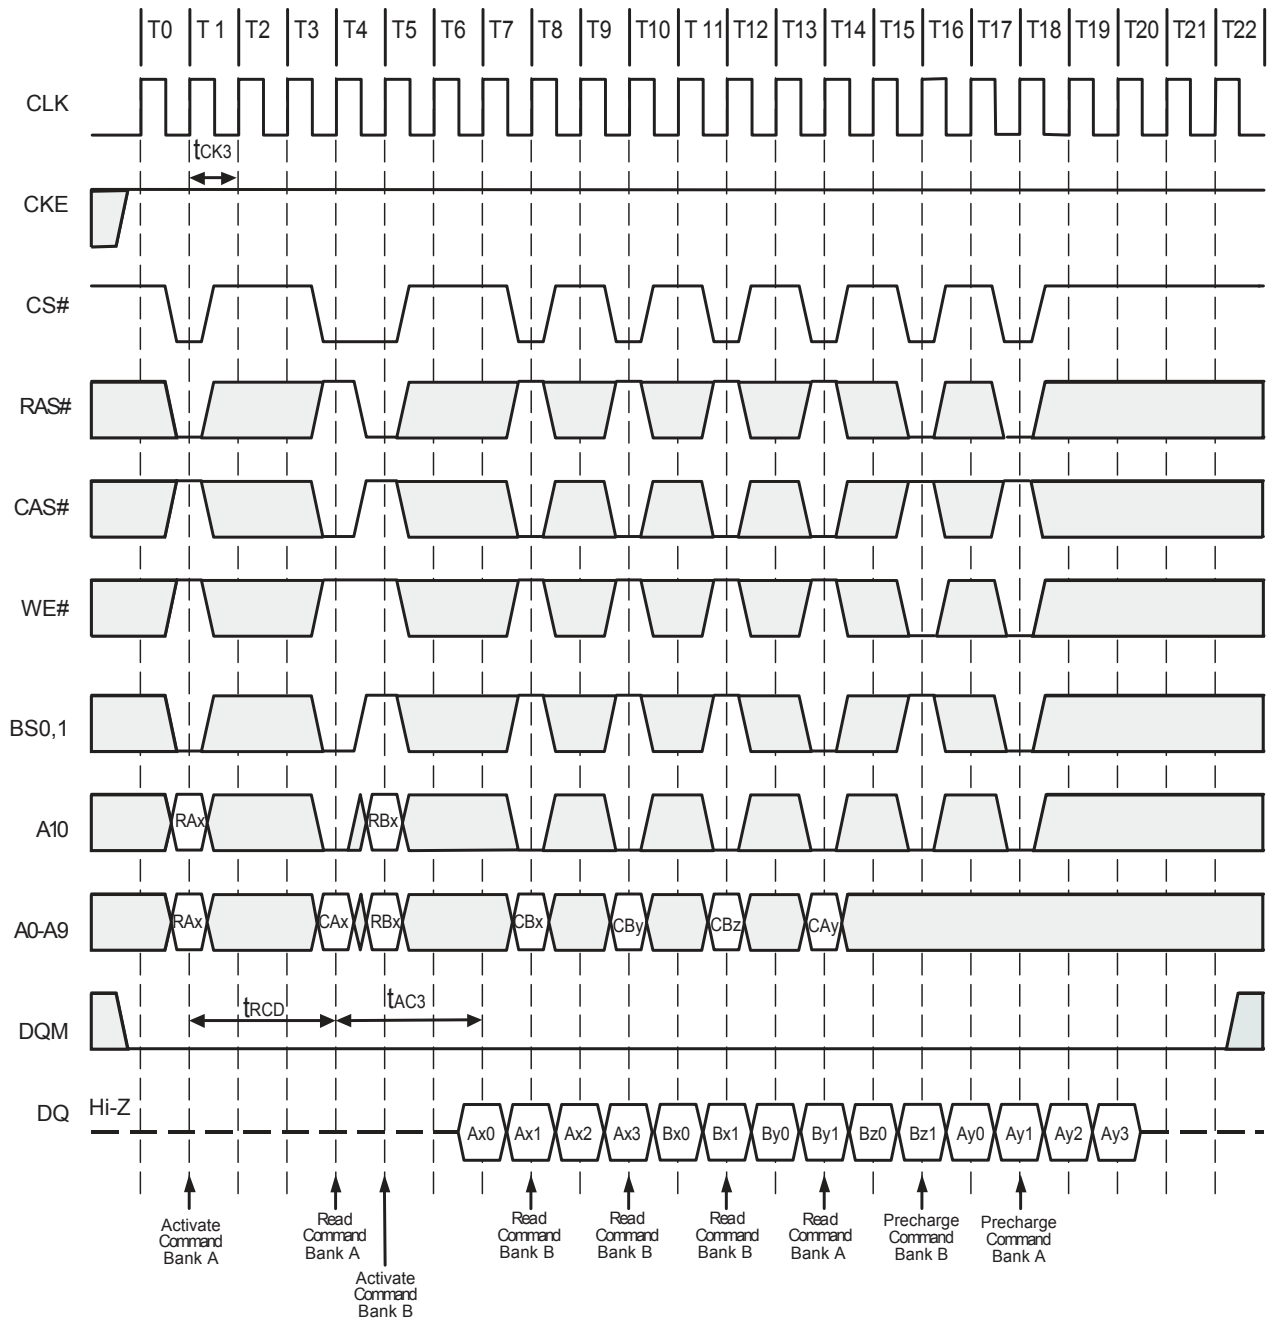 T0 T 1 T2 T3 T4 T5 T6 T7 T8 T9 T10 T 11 T12 T13 T14 T15 T16 T17 T18 T19 T20 T21 T22
CLK
tCK3
CKE
CS#
RAS#
CAS#
WE#
BS0,1
A10 RAx RBx
A0-A9 RAx CAx RBx CBx CBy CBz CAy
tRCD tAC3
DQM
DQ Hi-Z Ax0 Ax1 Ax2 Ax3 Bx0 Bx1 By0 By1 Bz0 Bz1 Ay0 Ay1 Ay2 Ay3
Activate
Command
Bank A
Read
Command
Bank A
Activate
Command
Bank B
Read
Command
Bank B
Read
Command
Bank B
Read
Command
Bank B
Read
Command
Bank A
Precharge
Command
Bank B
Precharge
Command
Bank A